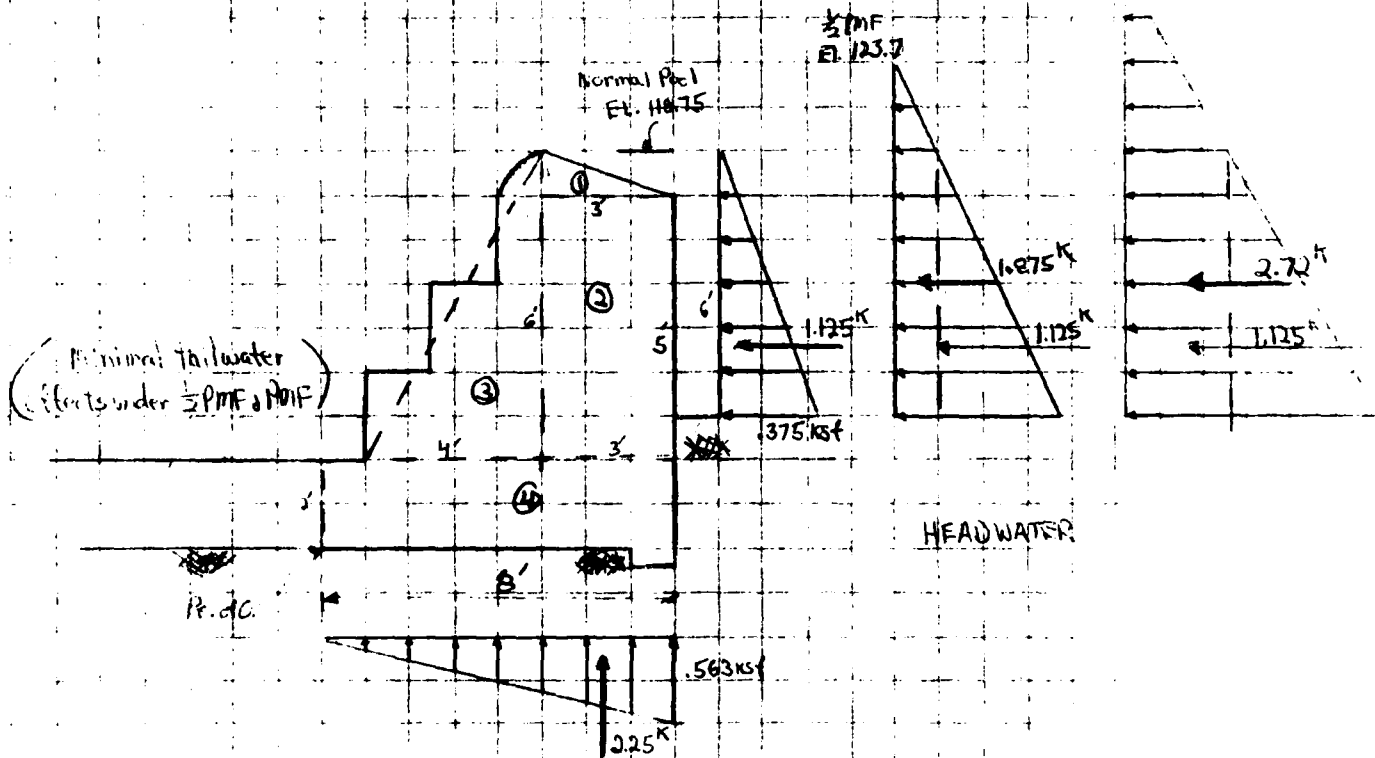 ½ PMF
El. 123.7
Normal Pool
EL. 118.75
①
3'
②
6'
5'
6'
③
4'
3'
④
2'
(Minimal tailwater
effects under ½ PMF & PMF)
1.125ᴷ
.375 ksf
1.875ᴷ
1.125ᴷ
2.72ᴷ
1.125ᴷ
HEADWATER
8'
.563 ksf
2.25ᴷ